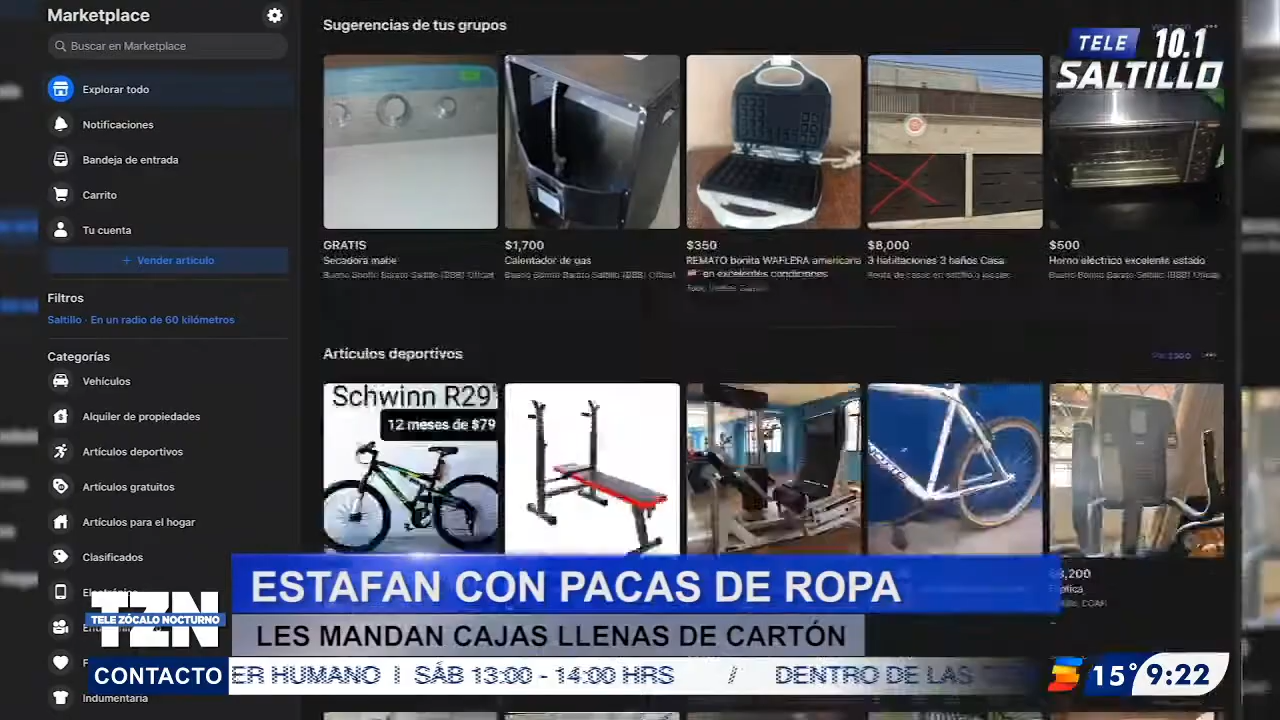 Marketplace
Buscar en Marketplace
Explorar todo
Notificaciones
Bandeja de entrada
Carrito
Tu cuenta
+ Vender artículo
Filtros
Saltillo · En un radio de 60 kilómetros
Categorías
Vehículos
Alquiler de propiedades
Artículos deportivos
Artículos gratuitos
Artículos para el hogar
Clasificados
Indumentaria
Sugerencias de tus grupos
TELE 10.1
SALTILLO
GRATIS
Secadora mabe
$1,700
Calentador de gas
$350
REMATO bonita WAFLERA americana
en excelentes condiciones
$8,000
3 habitaciones 3 baños Casa
$500
Horno eléctrico excelente estado
Artículos deportivos
Schwinn R29"
12 meses de $79
ESTAFAN CON PACAS DE ROPA
LES MANDAN CAJAS LLENAS DE CARTÓN
TZN
TELE ZÓCALO NOCTURNO
CONTACTO
ER HUMANO | SÁB 13:00 - 14:00 HRS / DENTRO DE LAS
15° 9:22